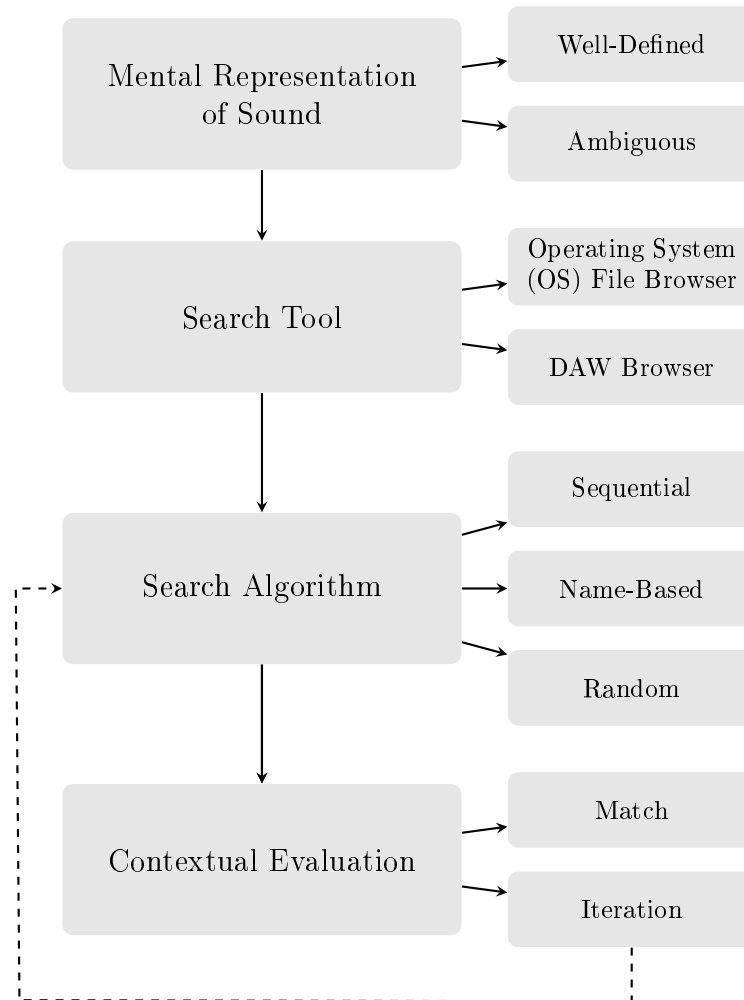 Mental Representation
of Sound
Well-Defined
Ambiguous
Search Tool
Operating System
(OS) File Browser
DAW Browser
Search Algorithm
Sequential
Name-Based
Random
Contextual Evaluation
Match
Iteration